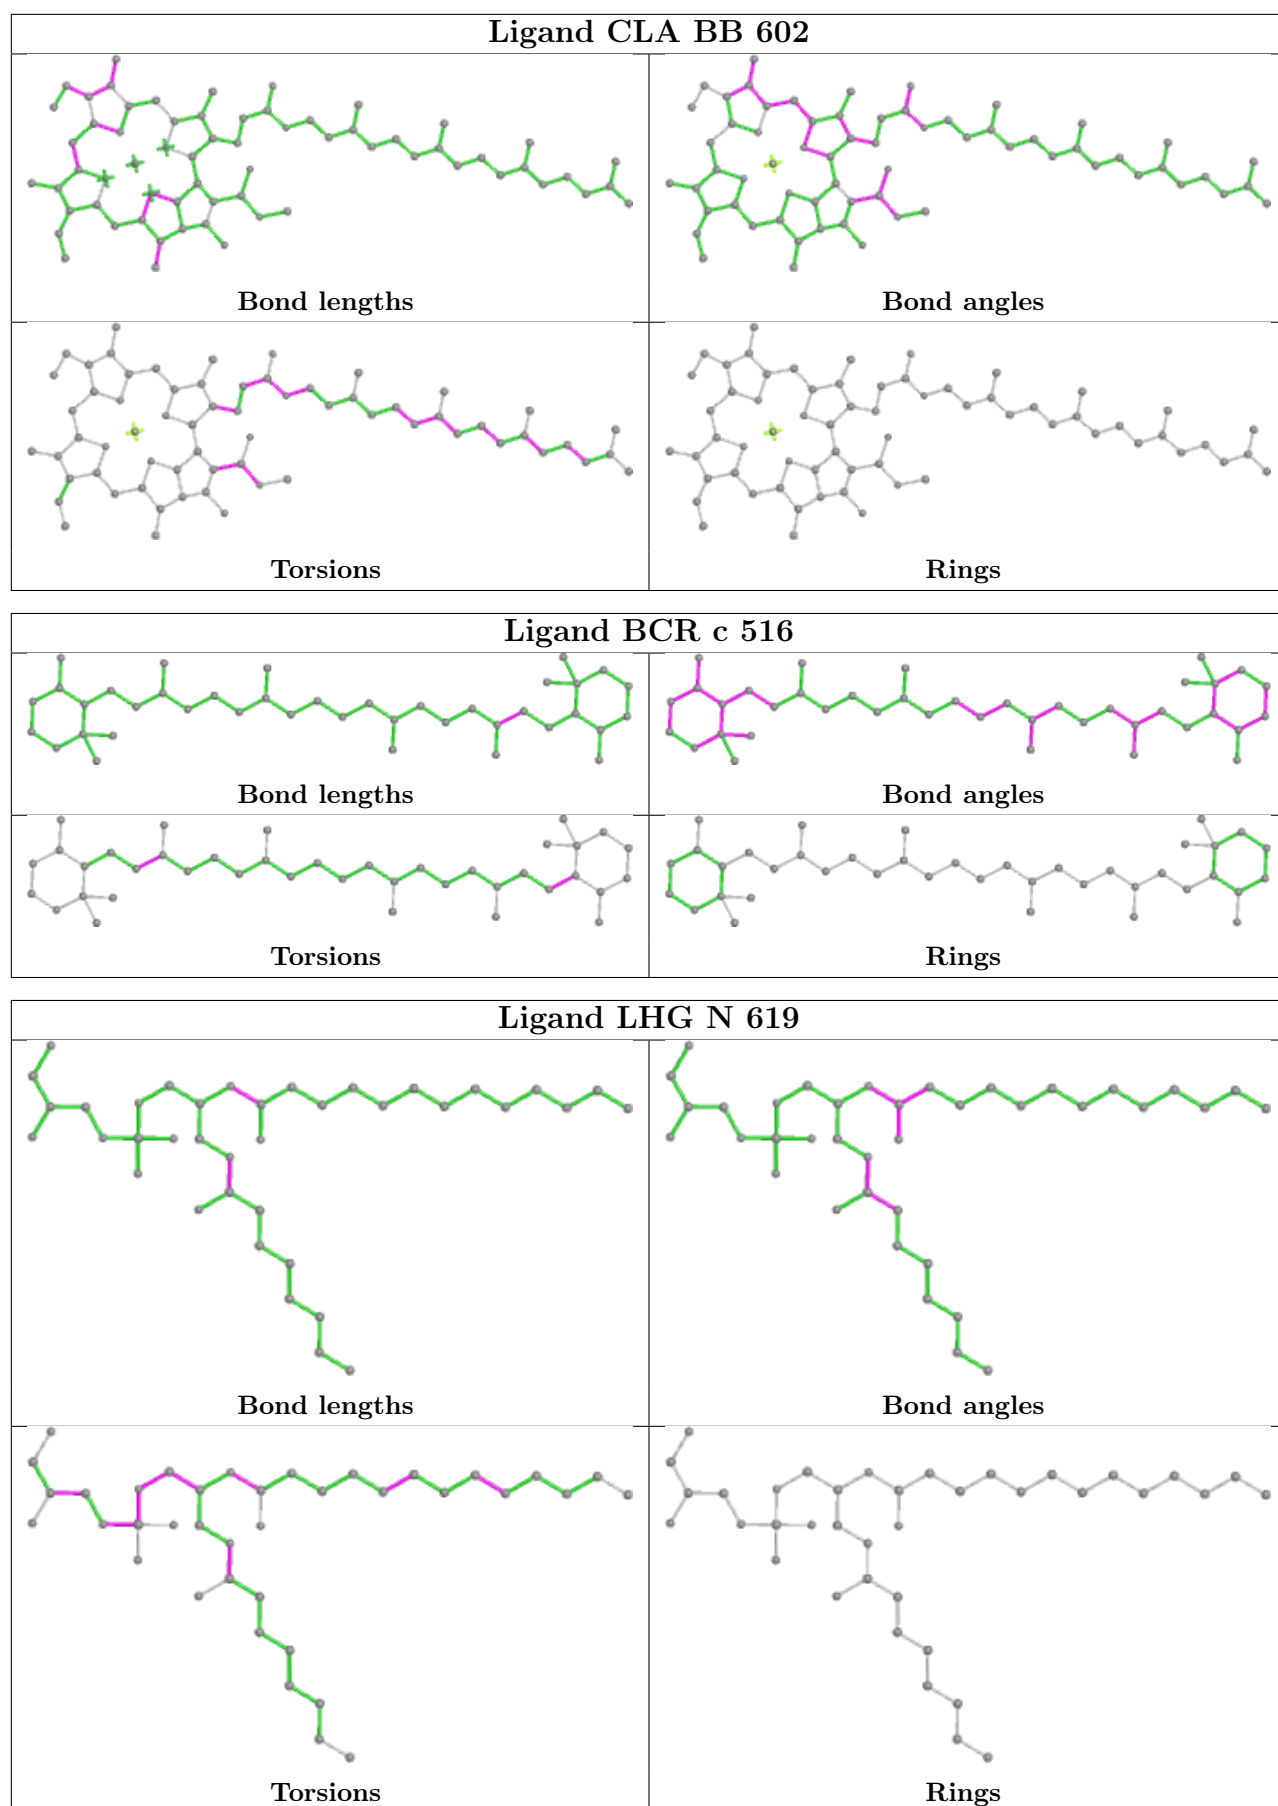 Ligand CLA BB 602
Bond lengths
Bond angles
Torsions
Rings
Ligand BCR c 516
Bond lengths
Bond angles
Torsions
Rings
Ligand LHG N 619
Bond lengths
Bond angles
Torsions
Rings